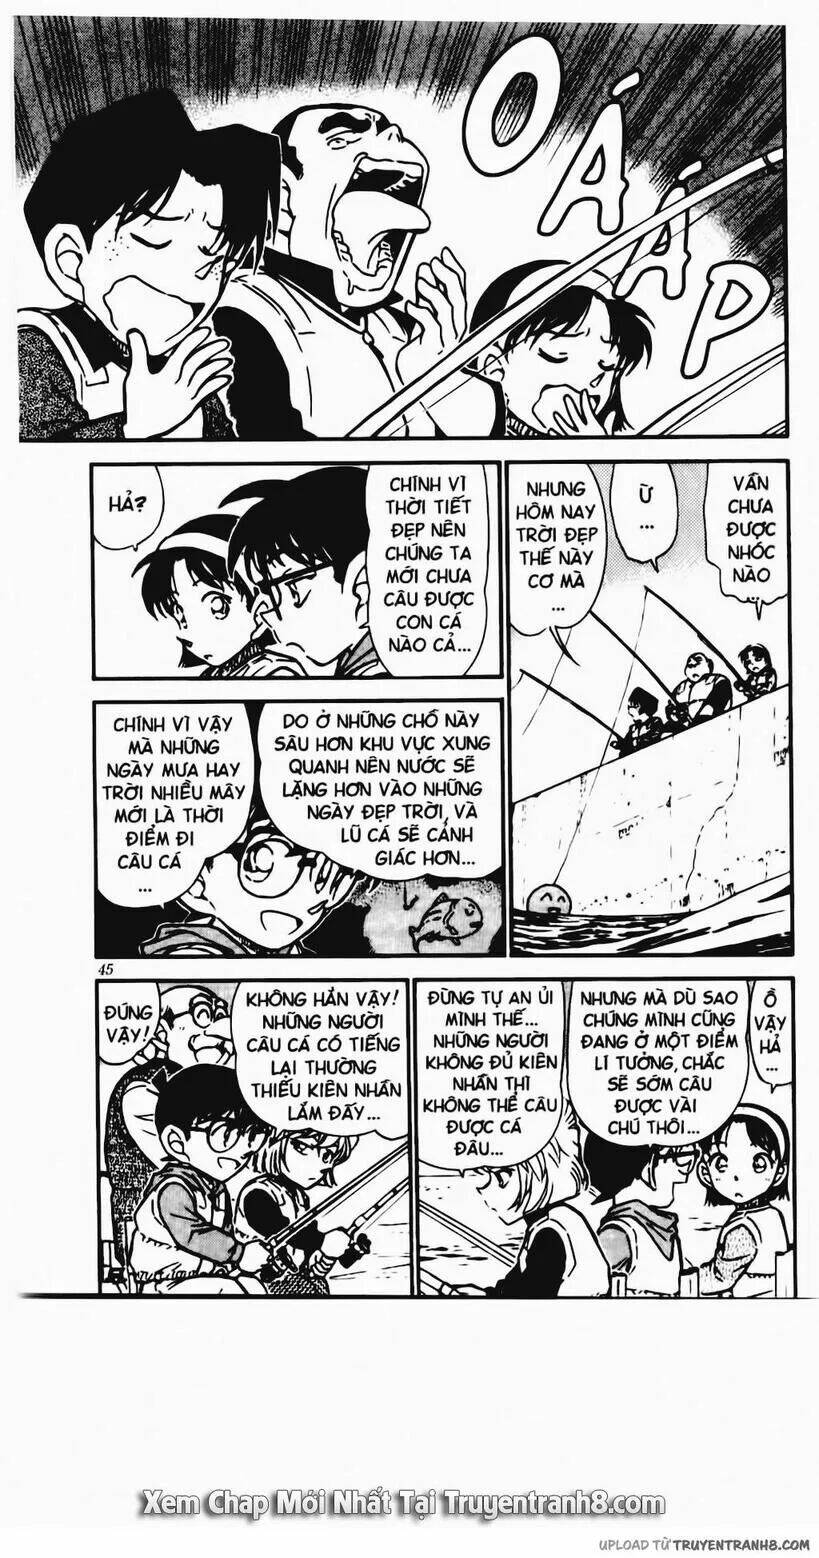 OÁÁP
VẪN
CHƯA
ĐƯỢC
NHÓC
NÀO
...
Ừ
...
NHƯNG
HÔM NAY
TRỜI ĐẸP
THẾ NÀY
CƠ MÀ
...
CHÍNH VÌ
THỜI TIẾT
ĐẸP NÊN
CHÚNG TA
MỚI CHƯA
CÂU ĐƯỢC
CON CÁ
NÀO CẢ...
HẢ?
DO Ở NHỮNG CHỖ NÀY
SÂU HƠN KHU VỰC XUNG
QUANH NÊN NƯỚC SẼ
LẶNG HƠN VÀO NHỮNG
NGÀY ĐẸP TRỜI, VÀ
LŨ CÁ SẼ CẢNH
GIÁC HƠN...
CHÍNH VÌ VẬY
MÀ NHỮNG
NGÀY MƯA HAY
TRỜI NHIỀU MÂY
MỚI LÀ THỜI
ĐIỂM ĐI
CÂU CÁ
...
45
Ồ
VẬY
HẢ
...
NHƯNG MÀ DÙ SAO
CHÚNG MÌNH CŨNG
ĐANG Ở MỘT ĐIỂM
LÍ TƯỞNG, CHẮC
SẼ SỚM CÂU
ĐƯỢC VÀI
CHÚ THÔI...
ĐỪNG TỰ AN ỦI
MÌNH THẾ...
NHỮNG NGƯỜI
KHÔNG ĐỦ KIÊN
NHẪN THÌ
KHÔNG THỂ CÂU
ĐƯỢC CÁ
ĐÂU...
KHÔNG HẲN VẬY!
NHỮNG NGƯỜI
CÂU CÁ CÓ TIẾNG
LẠI THƯỜNG
THIẾU KIÊN NHẪN
LẮM ĐẤY...
ĐÚNG
VẬY!
Xem Chap Mới Nhất Tại Truyentranh8.com
UPLOAD TỪ TRUYENTRANH8.COM